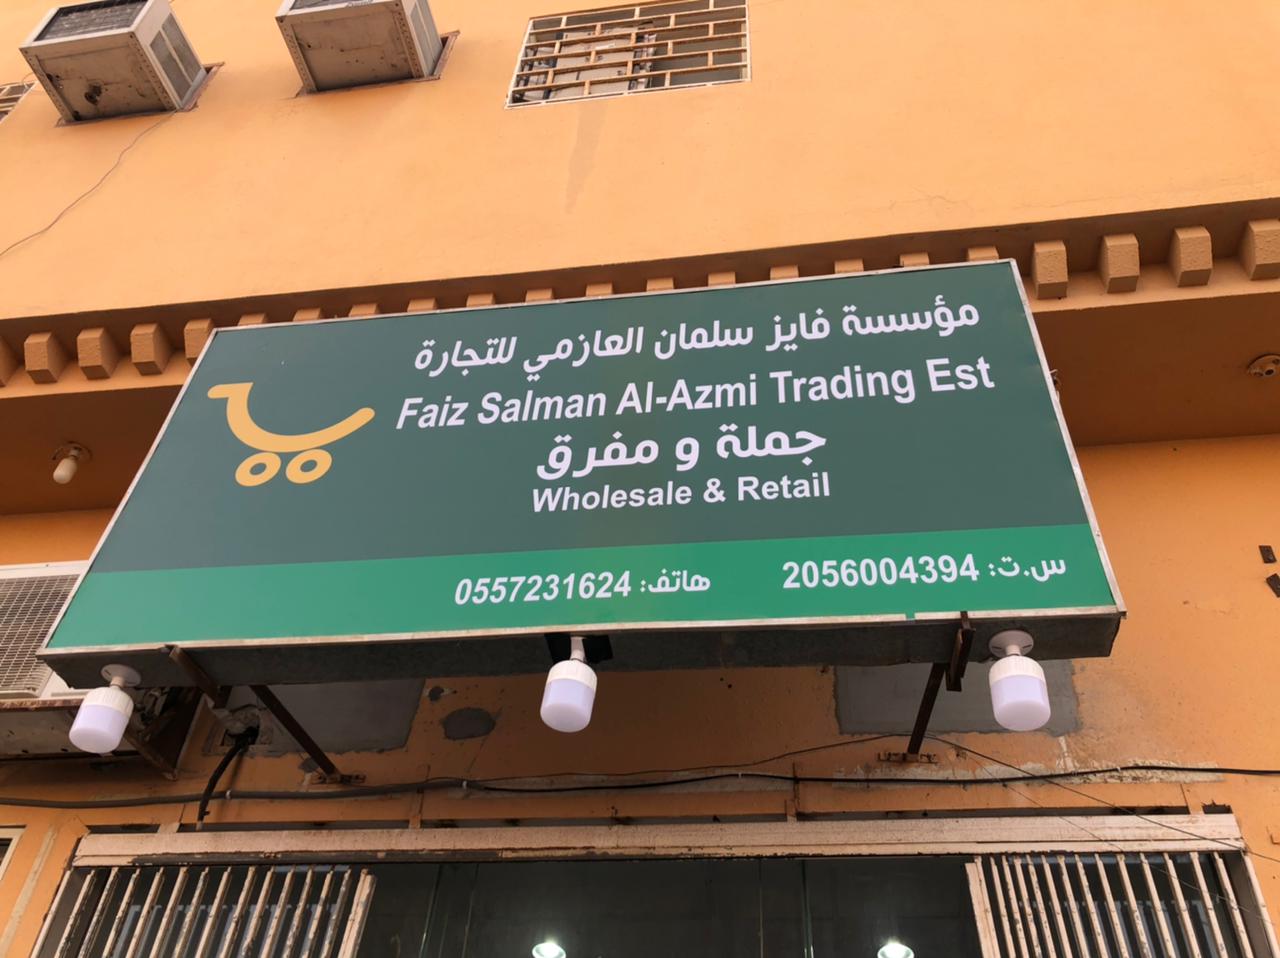 مؤسسة فايز سلمان العازمي للتجارة
Faiz Salman Al-Azmi Trading Est
جملة و مفرق
Wholesale & Retail
س.ت: 2056004394
هاتف: 0557231624